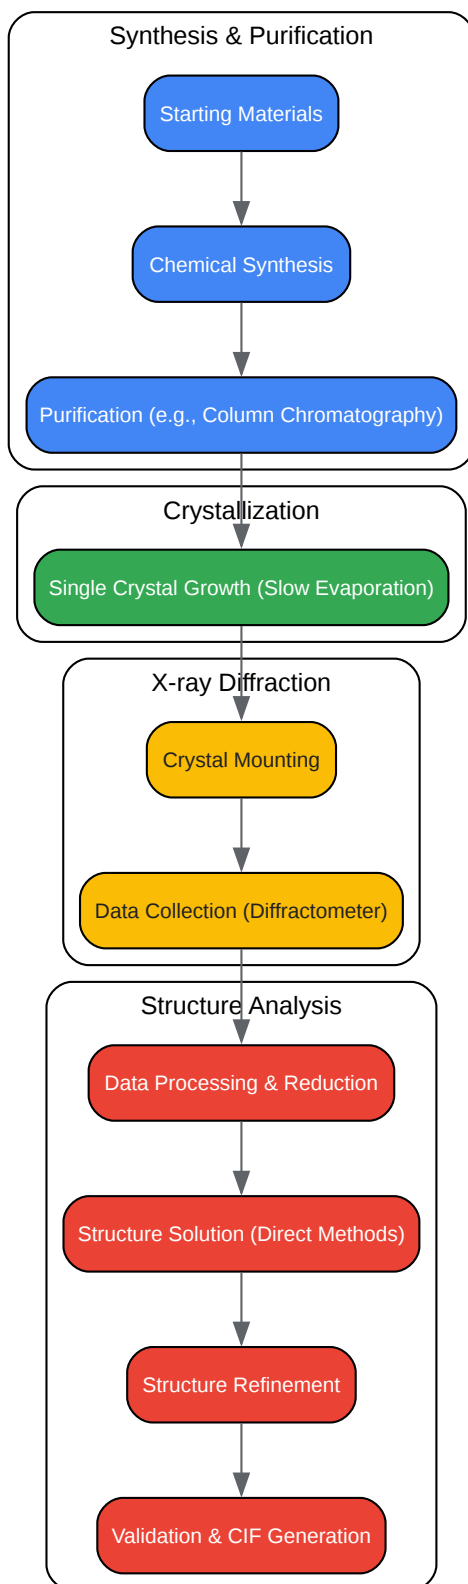 Synthesis & Purification
Starting Materials
Chemical Synthesis
Purification (e.g., Column Chromatography)
Crystallization
Single Crystal Growth (Slow Evaporation)
X-ray Diffraction
Crystal Mounting
Data Collection (Diffractometer)
Structure Analysis
Data Processing & Reduction
Structure Solution (Direct Methods)
Structure Refinement
Validation & CIF Generation